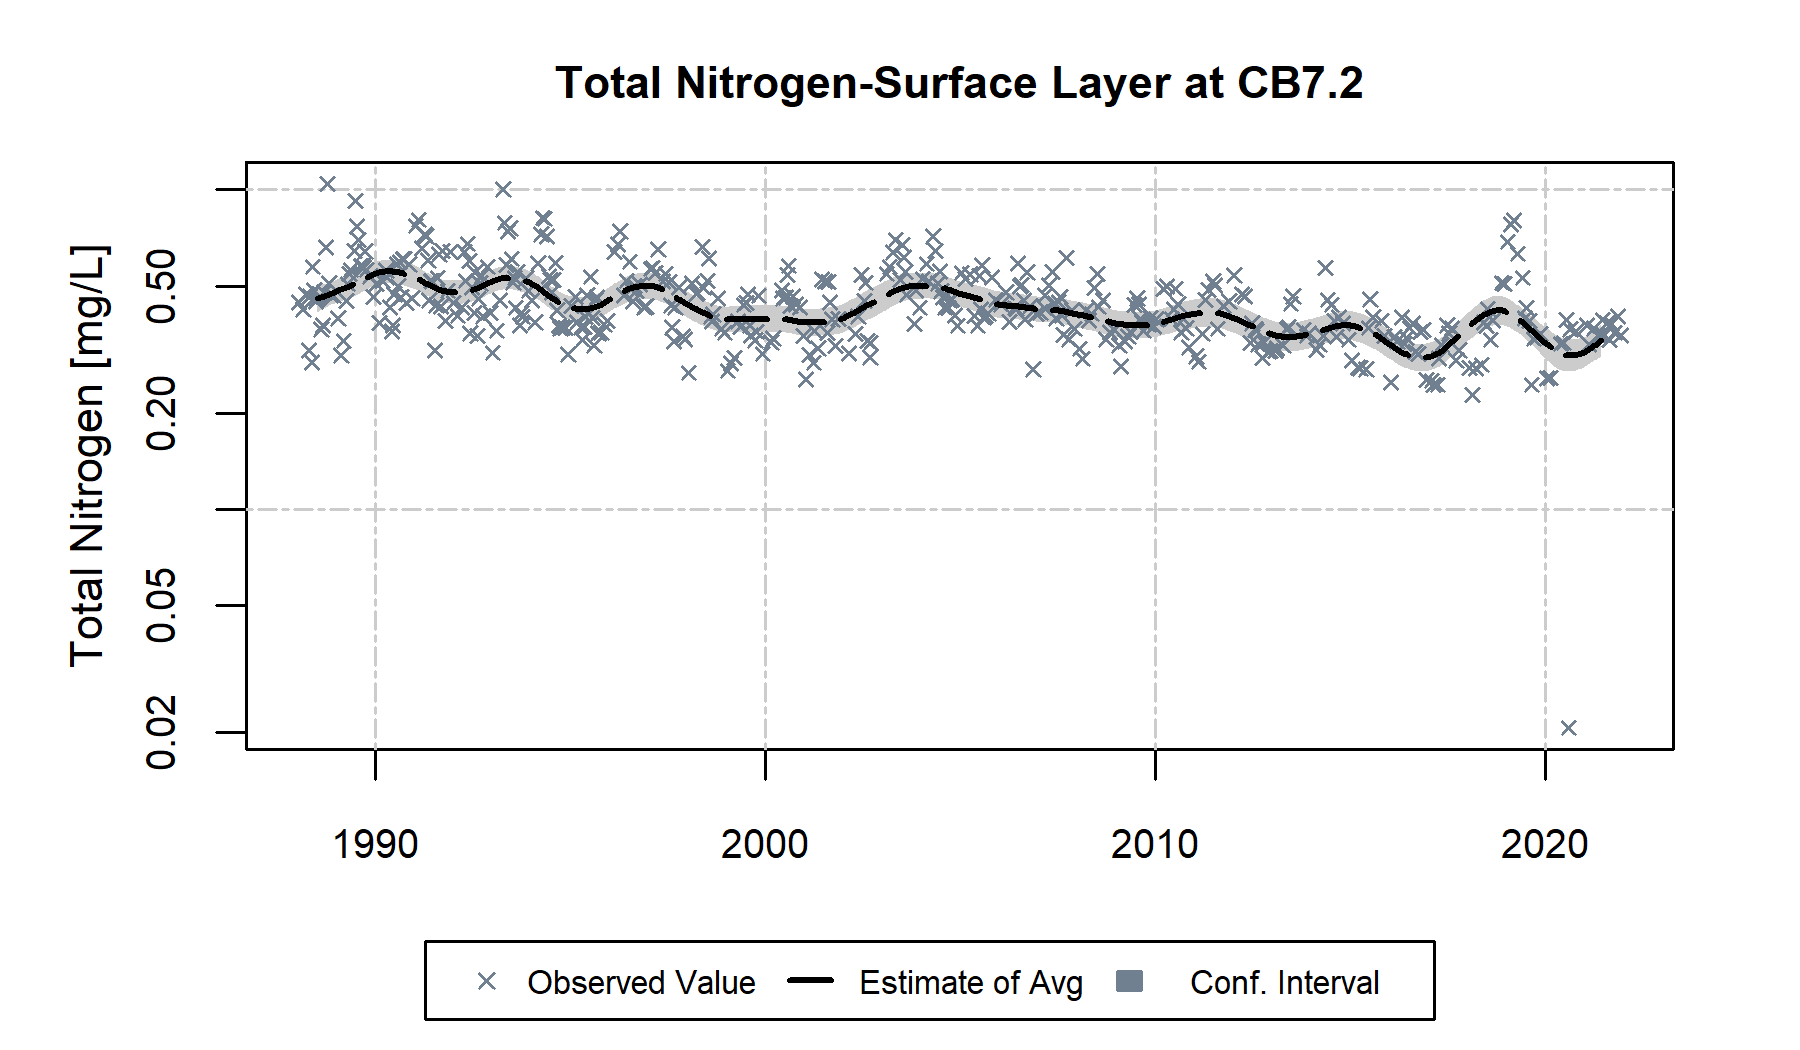 Total Nitrogen-Surface Layer at CB7.2
Total Nitrogen [mg/L]
0.50
0.20
0.05
0.02
1990 2000 2010 2020
Observed Value Estimate of Avg Conf. Interval